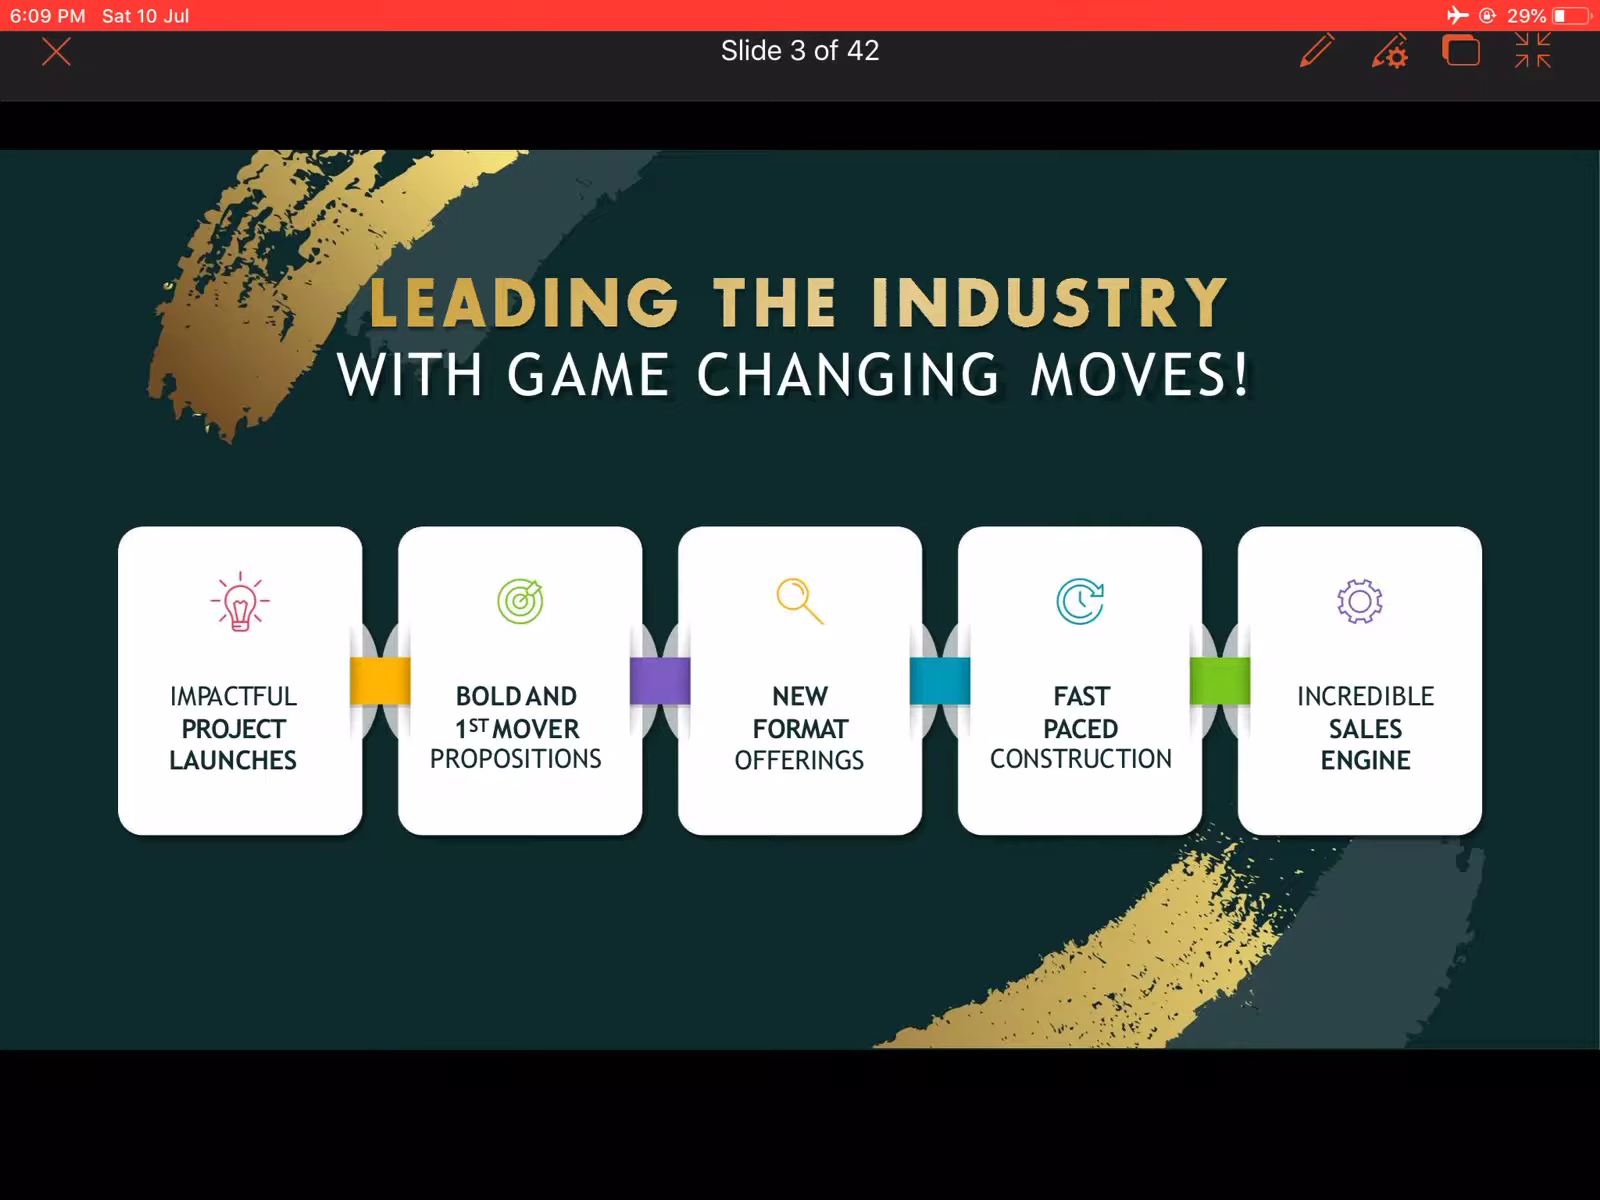 6:09 PM Sat 10 Jul
29%
Slide 3 of 42
LEADING THE INDUSTRY
WITH GAME CHANGING MOVES!
IMPACTFUL
PROJECT
LAUNCHES
BOLD AND
1ST MOVER
PROPOSITIONS
NEW
FORMAT
OFFERINGS
FAST
PACED
CONSTRUCTION
INCREDIBLE
SALES
ENGINE